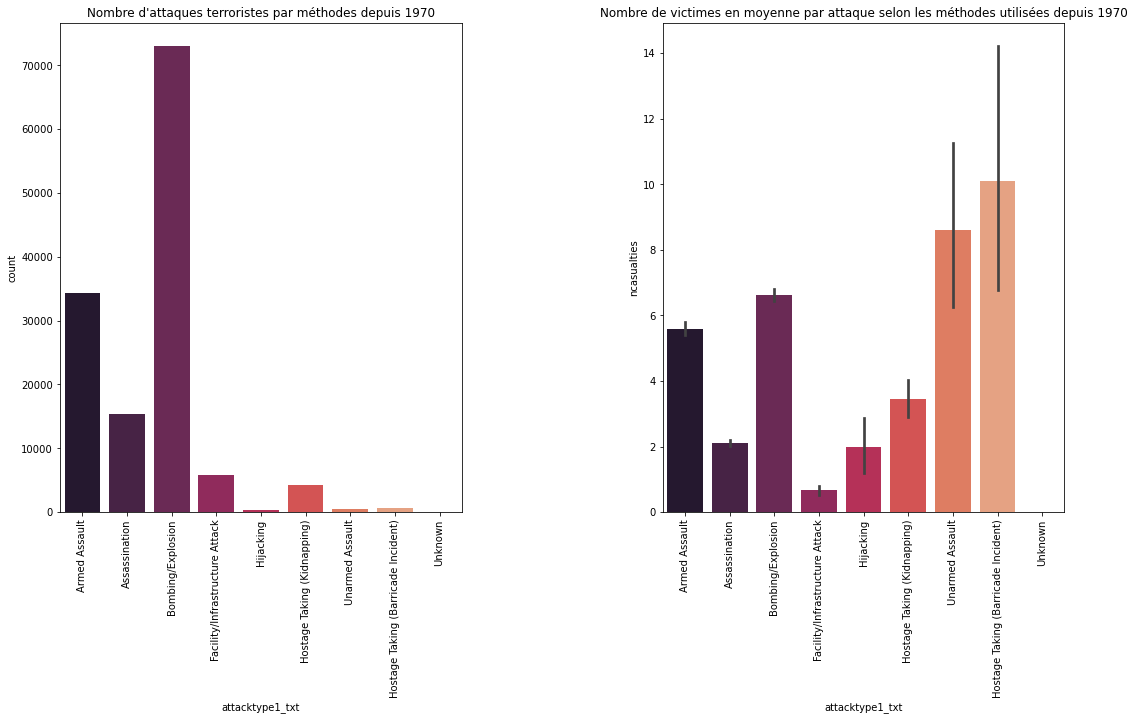 Nombre d'attaques terroristes par méthodes depuis 1970
70000
60000
50000
40000
30000
20000
10000
0
count
Armed Assault
Assassination
Bombing/Explosion
Facility/Infrastructure Attack
Hijacking
Hostage Taking (Kidnapping)
Unarmed Assault
Hostage Taking (Barricade Incident)
Unknown
attacktype1_txt
Nombre de victimes en moyenne par attaque selon les méthodes utilisées depuis 1970
14
12
10
8
6
4
2
0
ncasualties
Armed Assault
Assassination
Bombing/Explosion
Facility/Infrastructure Attack
Hijacking
Hostage Taking (Kidnapping)
Unarmed Assault
Hostage Taking (Barricade Incident)
Unknown
attacktype1_txt